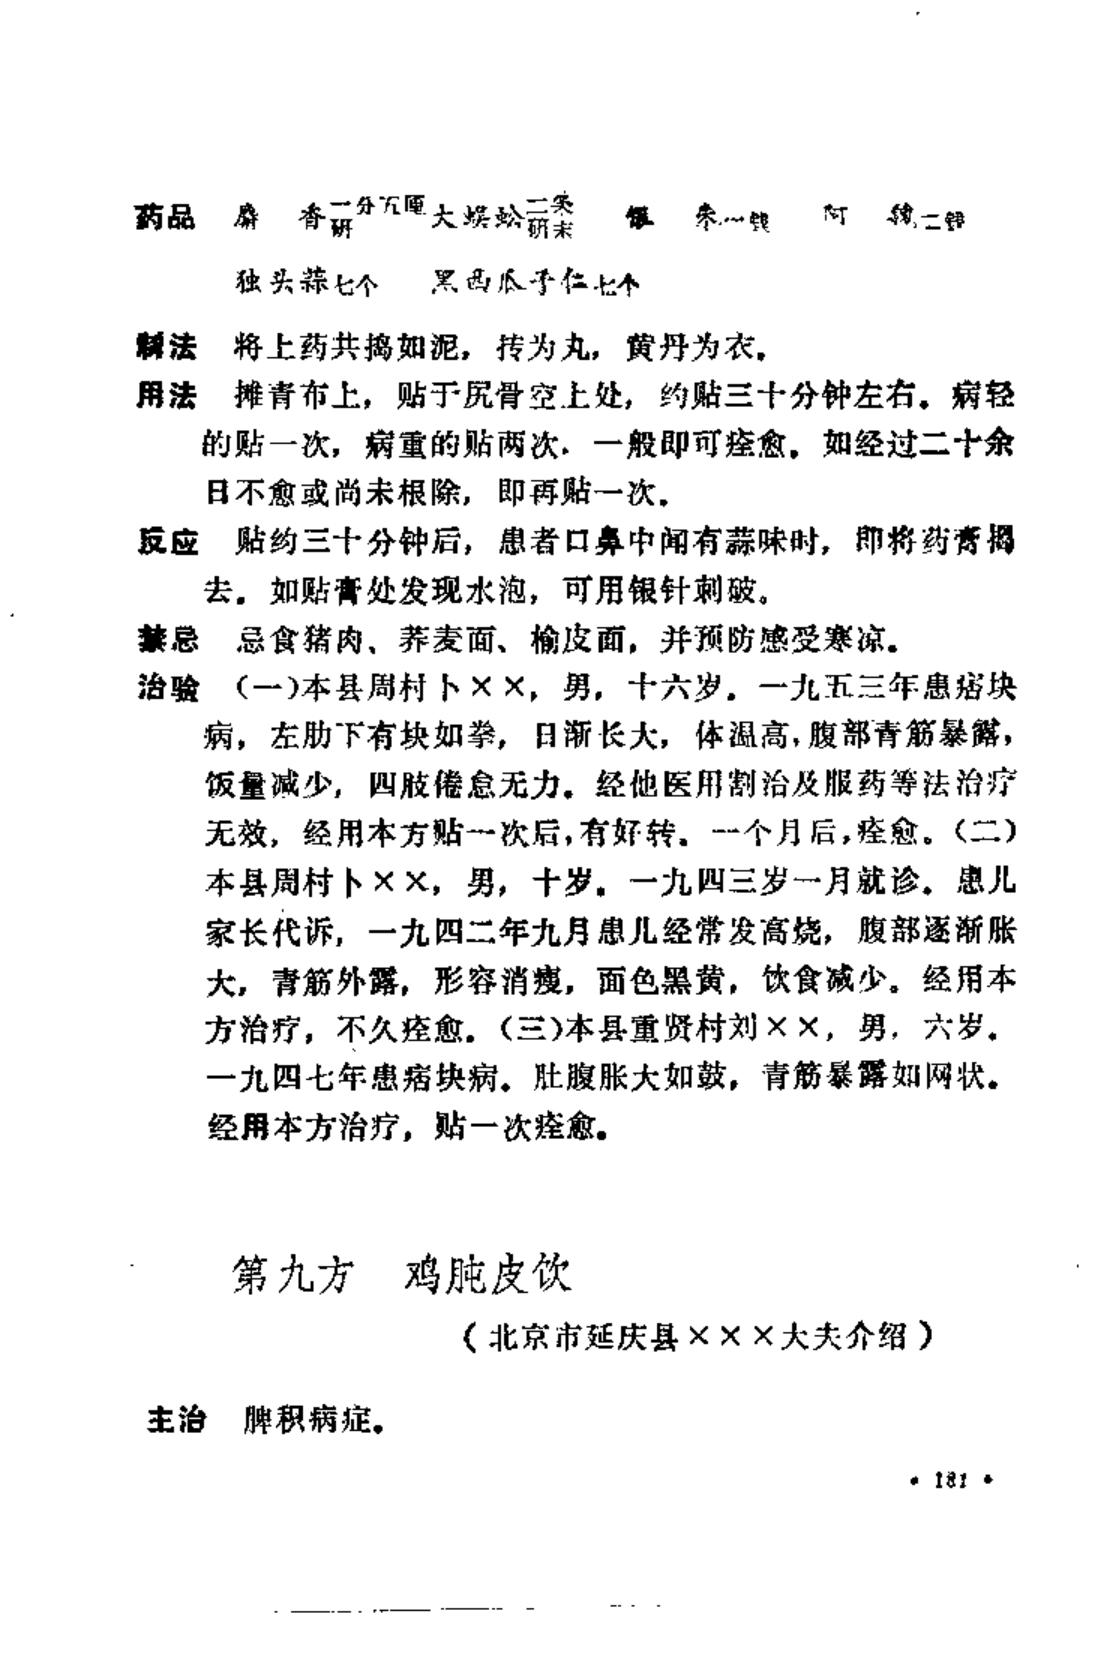 药品 麝 香一分五厘研 大蜈蚣二条研末 银 朱一钱 阿 魏二钱
独头蒜七个 黑西瓜子仁七个
制法 将上药共捣如泥，抟为丸，黄丹为衣。
用法 摊青布上，贴于尻骨空上处，约贴三十分钟左右。病轻
的贴一次，病重的贴两次．一般即可痊愈。如经过二十余
日不愈或尚未根除，即再贴一次。
反应 贴约三十分钟后，患者口鼻中闻有蒜味时，即将药膏揭
去。如贴膏处发现水泡，可用银针刺破。
禁忌 忌食猪肉、荞麦面、榆皮面，并预防感受寒凉。
治验 （一）本县周村卜××，男，十六岁。一九五三年患痞块
病，左肋下有块如拳，日渐长大，体温高，腹部青筋暴露，
饭量减少，四肢倦怠无力。经他医用割治及服药等法治疗
无效，经用本方贴一次后，有好转。一个月后，痊愈。（二）
本县周村卜××，男，十岁。一九四三岁一月就诊。患儿
家长代诉，一九四二年九月患儿经常发高烧，腹部逐渐胀
大，青筋外露，形容消瘦，面色黑黄，饮食减少。经用本
方治疗，不久痊愈。（三）本县重贤村刘××，男．六岁。
一九四七年患痞块病。肚腹胀大如鼓，青筋暴露如网状。
经用本方治疗，贴一次痊愈。
第九方 鸡肫皮饮
（北京市延庆县×××大夫介绍）
主治 脾积病症。
• 181 •